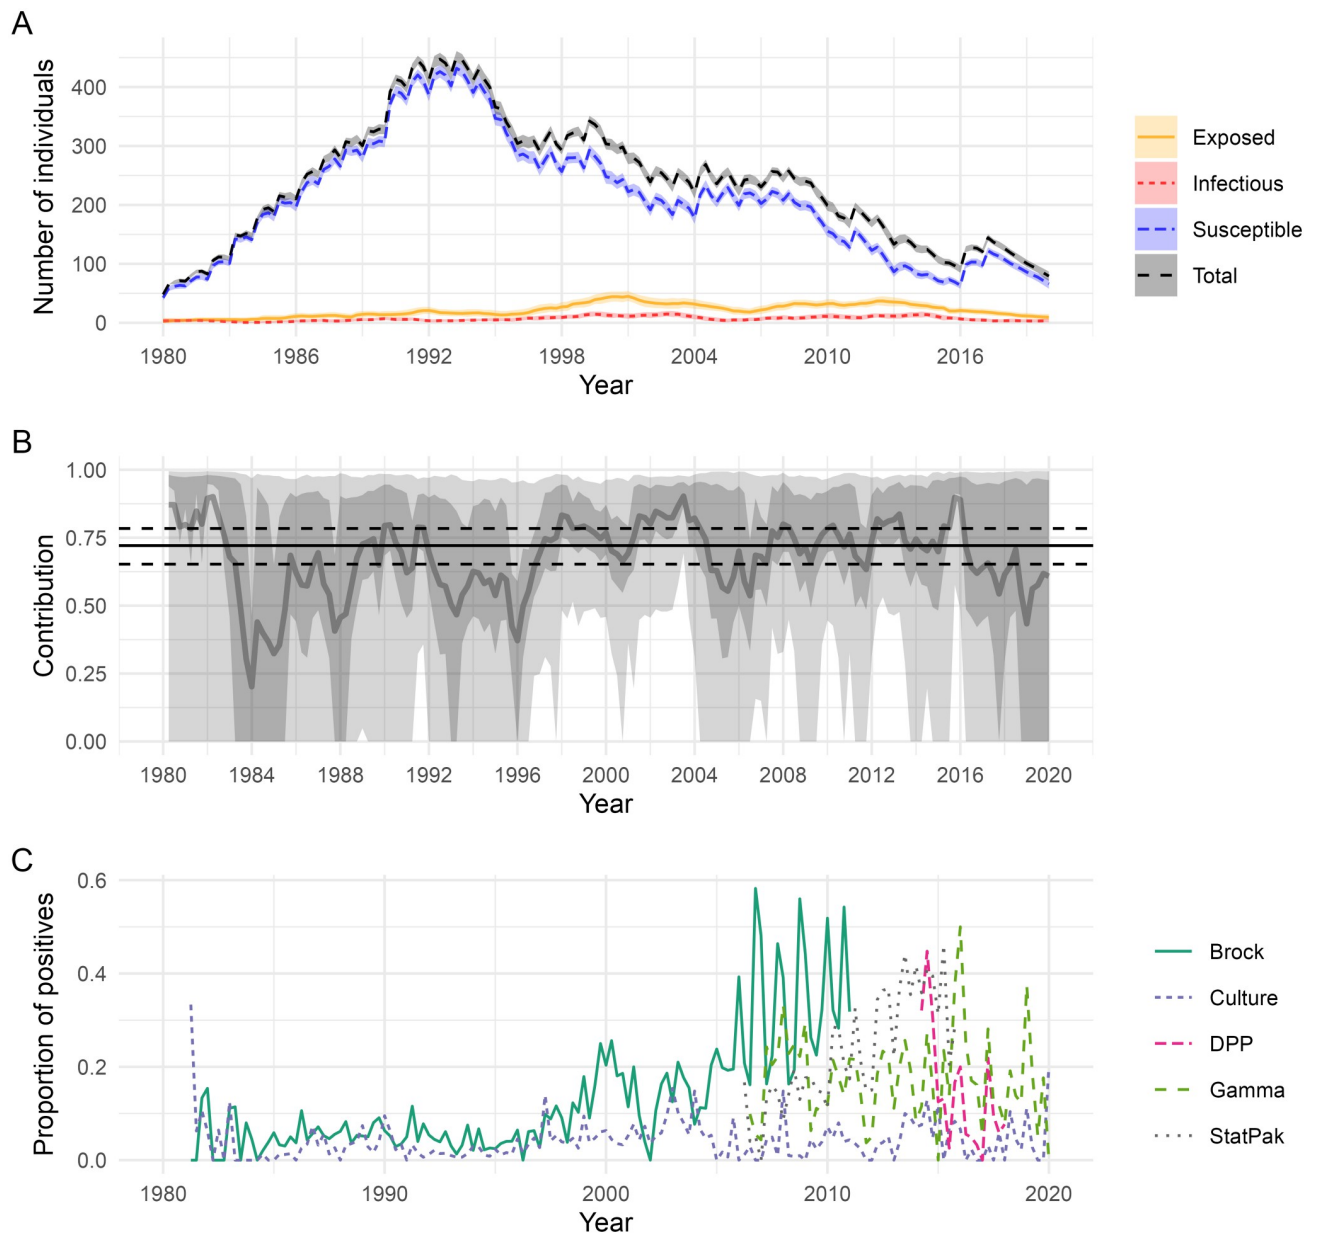 A
Number of individuals
400
300
200
100
0
1980
1986
1992
1998
2004
2010
2016
Year
Exposed
Infectious
Susceptible
Total
B
Contribution
1.00
0.75
0.50
0.25
0.00
1980
1984
1988
1992
1996
2000
2004
2008
2012
2016
2020
Year
C
Proportion of positives
0.6
0.4
0.2
0.0
1980
1990
2000
2010
2020
Year
Brock
Culture
DPP
Gamma
StatPak